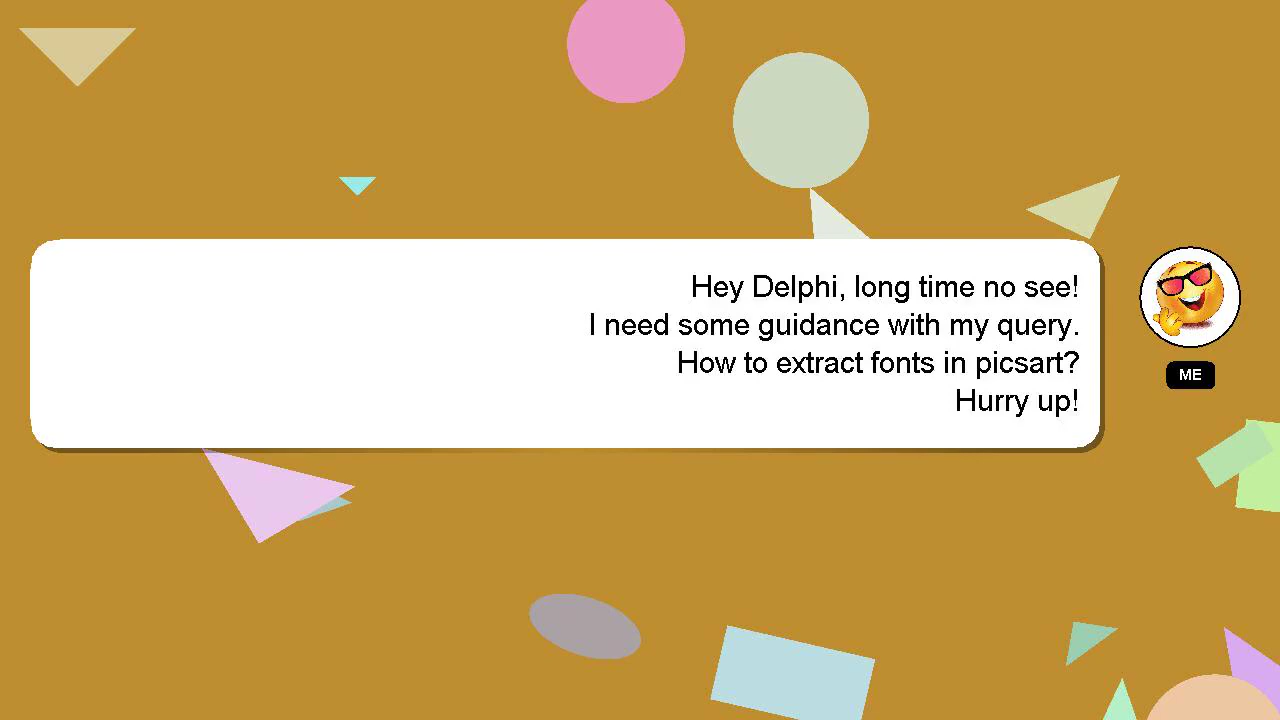 Hey Delphi, long time no see!
I need some guidance with my query.
How to extract fonts in picsart?
Hurry up!
ME